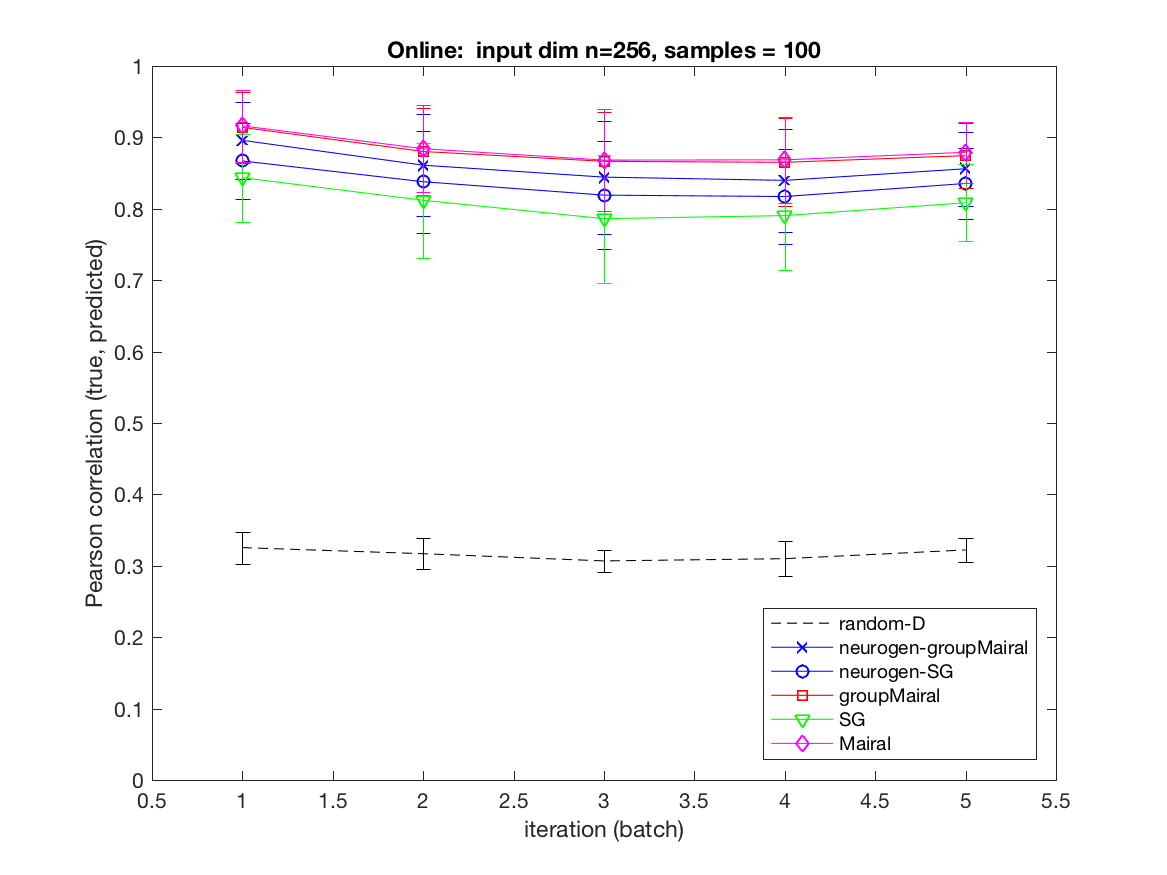 Online:  input dim n=256, samples = 100
Pearson correlation (true, predicted)
1
0.9
0.8
0.7
0.6
0.5
0.4
0.3
0.2
0.1
0
random-D
neurogen-groupMairal
neurogen-SG
groupMairal
SG
Mairal
0.5 1 1.5 2 2.5 3 3.5 4 4.5 5 5.5
iteration (batch)